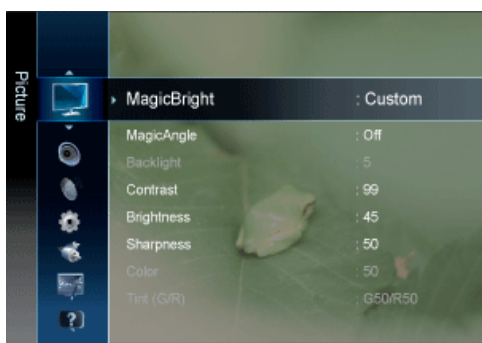 Picture
MagicBright : Custom
MagicAngle : Off
Backlight : 5
Contrast : 99
Brightness : 45
Sharpness : 50
Color : 50
Tint (G/R) : G50/R50